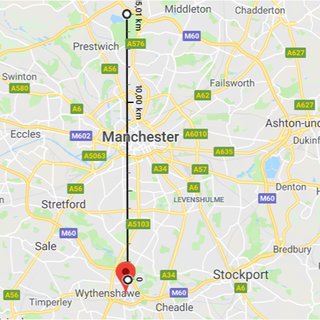 5,01 km
Middleton
Chadderton
M60
A576
Prestwich
A627
A56
Swinton
Failsworth
A580
10,00 km
A62
A6
A627
Eccles
M602
Manchester
A6010
Ashton-und
Dukinf
A5063
A635
A34
A57
A56
A6
Denton
Stretford
LEVENSHULME
M60
A5103
M60
Sale
Bredbury
0
A34
Stockport
Wythenshawe
M60
A6
A56
Timperley
Cheadle